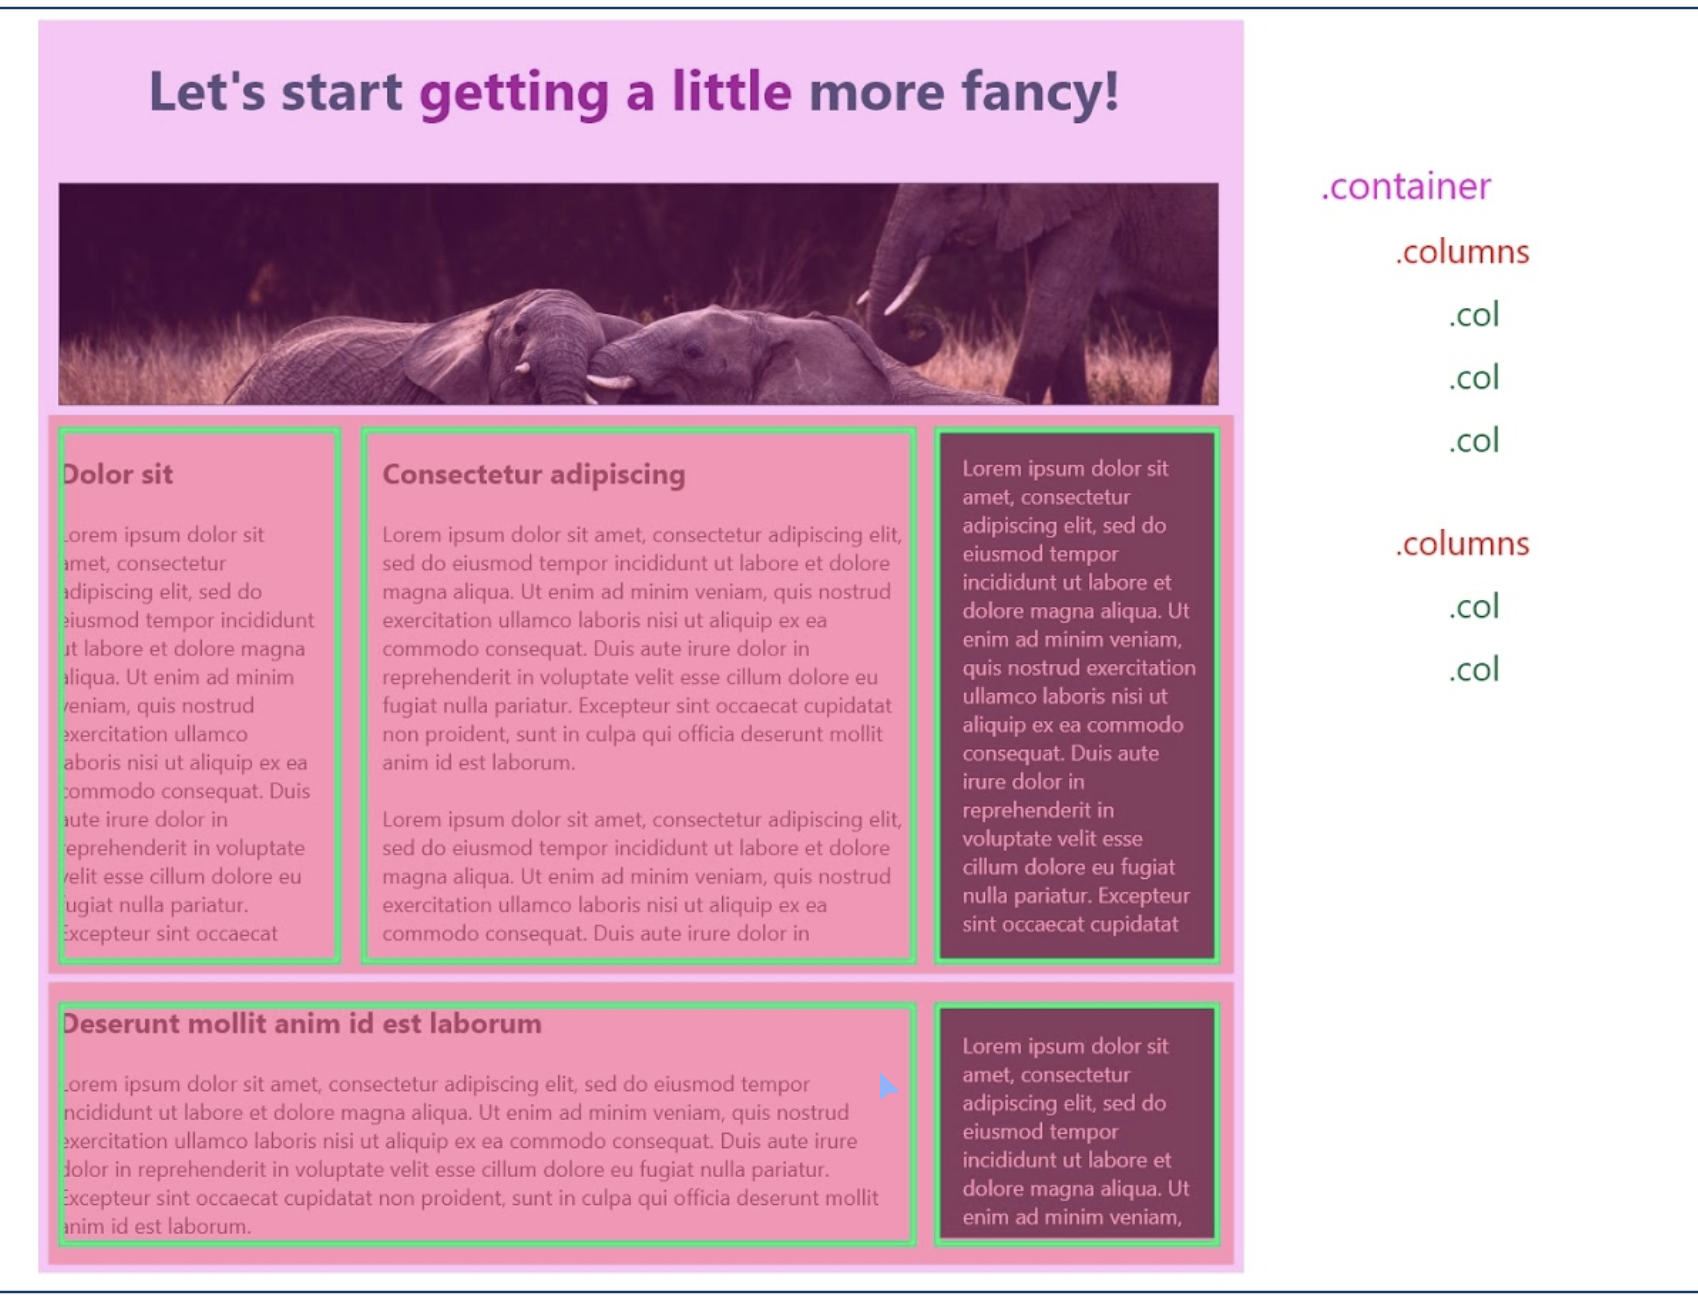 Let's start getting a little more fancy!
.container
.columns
.col
.col
.col
.columns
.col
.col
Dolor sit
Lorem ipsum dolor sit
amet, consectetur
adipiscing elit, sed do
eiusmod tempor incididunt
ut labore et dolore magna
aliqua. Ut enim ad minim
veniam, quis nostrud
exercitation ullamco
laboris nisi ut aliquip ex ea
commodo consequat. Duis
aute irure dolor in
reprehenderit in voluptate
velit esse cillum dolore eu
fugiat nulla pariatur.
Excepteur sint occaecat
Consectetur adipiscing
Lorem ipsum dolor sit amet, consectetur adipiscing elit,
sed do eiusmod tempor incididunt ut labore et dolore
magna aliqua. Ut enim ad minim veniam, quis nostrud
exercitation ullamco laboris nisi ut aliquip ex ea
commodo consequat. Duis aute irure dolor in
reprehenderit in voluptate velit esse cillum dolore eu
fugiat nulla pariatur. Excepteur sint occaecat cupidatat
non proident, sunt in culpa qui officia deserunt mollit
anim id est laborum.
Lorem ipsum dolor sit amet, consectetur adipiscing elit,
sed do eiusmod tempor incididunt ut labore et dolore
magna aliqua. Ut enim ad minim veniam, quis nostrud
exercitation ullamco laboris nisi ut aliquip ex ea
commodo consequat. Duis aute irure dolor in
Lorem ipsum dolor sit
amet, consectetur
adipiscing elit, sed do
eiusmod tempor
incididunt ut labore et
dolore magna aliqua. Ut
enim ad minim veniam,
quis nostrud exercitation
ullamco laboris nisi ut
aliquip ex ea commodo
consequat. Duis aute
irure dolor in
reprehenderit in
voluptate velit esse
cillum dolore eu fugiat
nulla pariatur. Excepteur
sint occaecat cupidatat
Deserunt mollit anim id est laborum
Lorem ipsum dolor sit amet, consectetur adipiscing elit, sed do eiusmod tempor
incididunt ut labore et dolore magna aliqua. Ut enim ad minim veniam, quis nostrud
exercitation ullamco laboris nisi ut aliquip ex ea commodo consequat. Duis aute irure
dolor in reprehenderit in voluptate velit esse cillum dolore eu fugiat nulla pariatur.
Excepteur sint occaecat cupidatat non proident, sunt in culpa qui officia deserunt mollit
anim id est laborum.
Lorem ipsum dolor sit
amet, consectetur
adipiscing elit, sed do
eiusmod tempor
incididunt ut labore et
dolore magna aliqua. Ut
enim ad minim veniam,